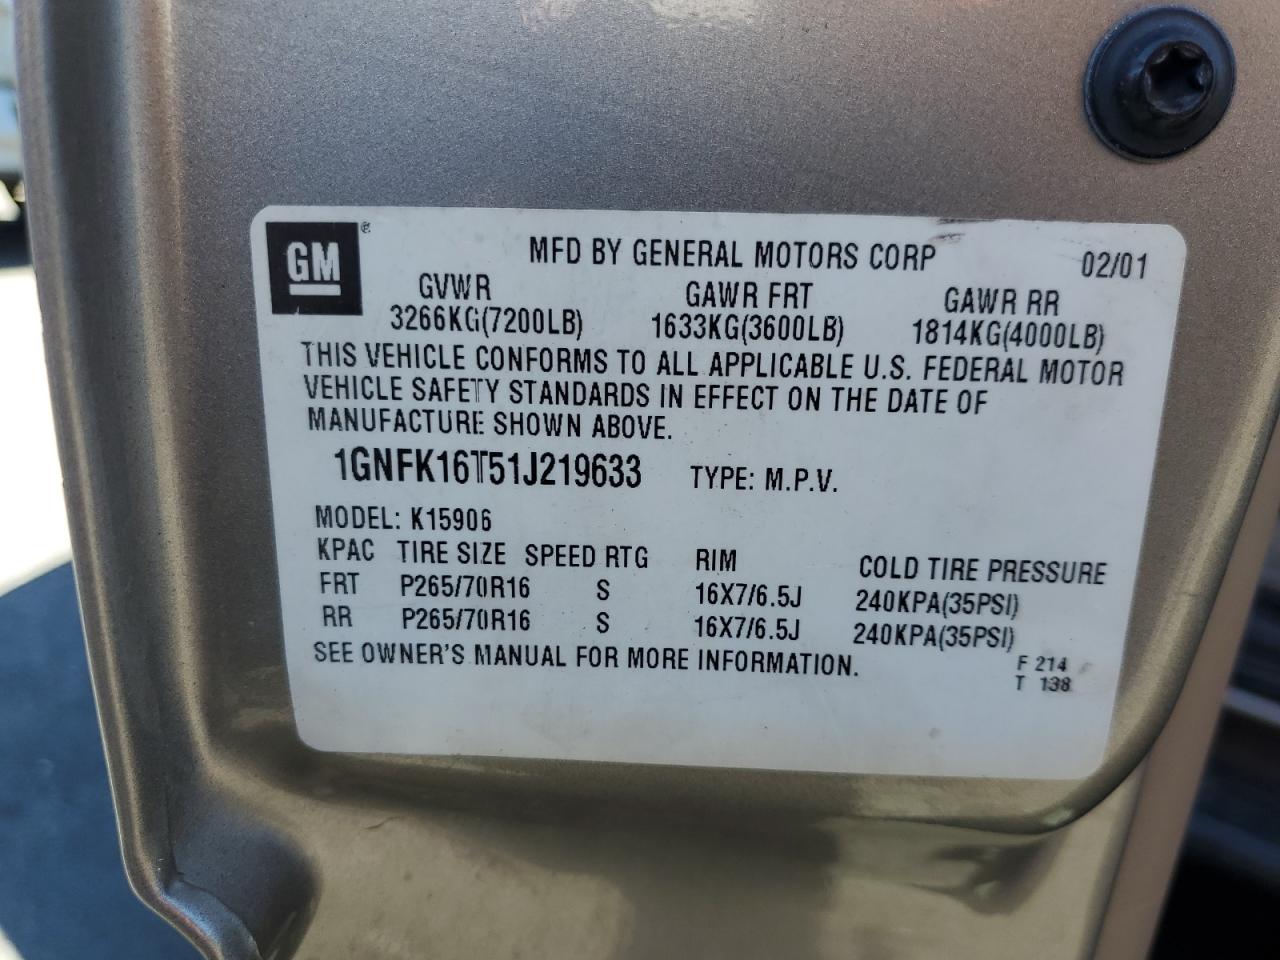 GM®
MFD BY GENERAL MOTORS CORP 02/01
GVWR GAWR FRT GAWR RR
3266KG(7200LB) 1633KG(3600LB) 1814KG(4000LB)
THIS VEHICLE CONFORMS TO ALL APPLICABLE U.S. FEDERAL MOTOR
VEHICLE SAFETY STANDARDS IN EFFECT ON THE DATE OF
MANUFACTURE SHOWN ABOVE.
1GNFK16T51J219633 TYPE: M.P.V.
MODEL: K15906
KPAC TIRE SIZE SPEED RTG RIM COLD TIRE PRESSURE
FRT P265/70R16 S 16X7/6.5J 240KPA(35PSI)
RR P265/70R16 S 16X7/6.5J 240KPA(35PSI)
SEE OWNER'S MANUAL FOR MORE INFORMATION.
F 214
T 138